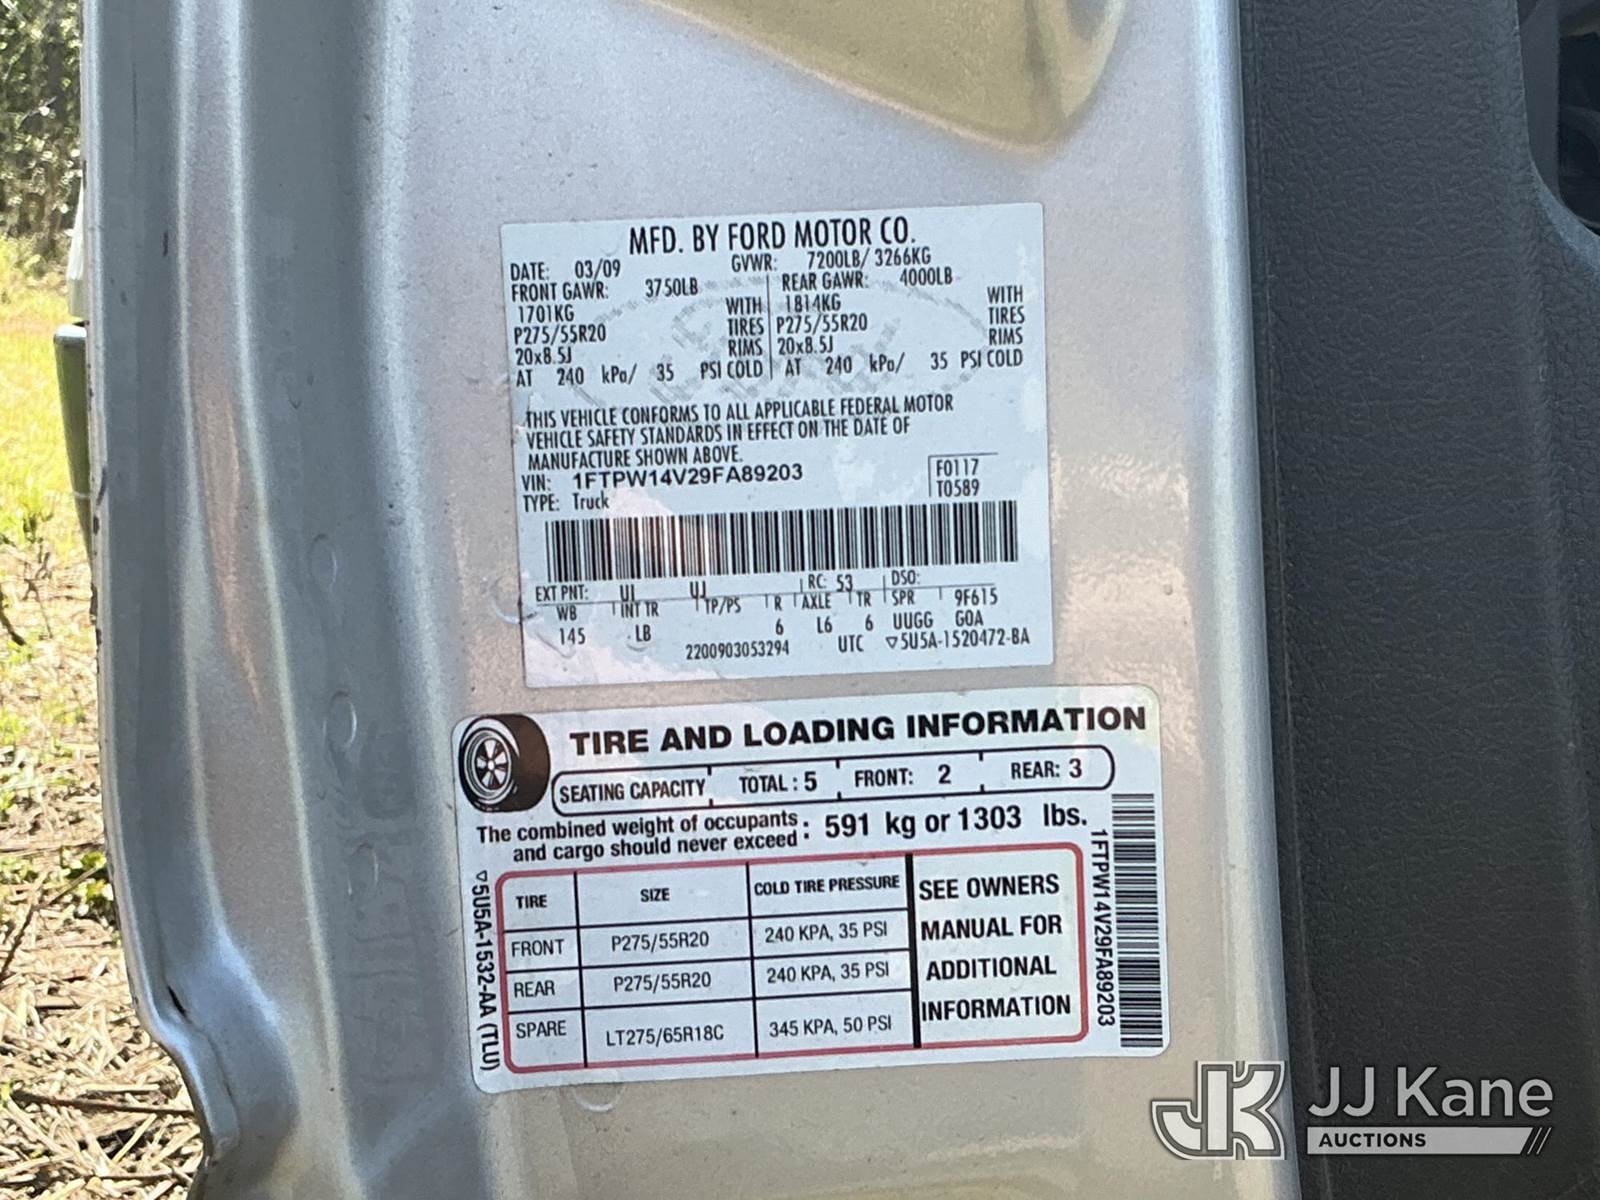 MFD. BY FORD MOTOR CO.
DATE: 03/09 GVWR: 7200LB/ 3266KG
FRONT GAWR: 3750LB REAR GAWR: 4000LB
1701KG WITH 1814KG WITH
P275/55R20 TIRES P275/55R20 TIRES
20x8.5J RIMS 20x8.5J RIMS
AT 240 kPa/ 35 PSI COLD AT 240 kPa/ 35 PSI COLD
THIS VEHICLE CONFORMS TO ALL APPLICABLE FEDERAL MOTOR
VEHICLE SAFETY STANDARDS IN EFFECT ON THE DATE OF
MANUFACTURE SHOWN ABOVE.
VIN: 1FTPW14V29FA89203 F0117
TYPE: Truck T0589
EXT PNT: UI UJ RC: 53 DSO:
WB INT TR TP/PS R AXLE TR SPR 9F615
145 LB 6 L6 6 UUGG GOA
2200903053294 UTC ▽5U5A-1520472-BA
TIRE AND LOADING INFORMATION
SEATING CAPACITY TOTAL : 5 FRONT: 2 REAR: 3
The combined weight of occupants
and cargo should never exceed : 591 kg or 1303 lbs.
TIRE SIZE COLD TIRE PRESSURE
FRONT P275/55R20 240 KPA, 35 PSI
REAR P275/55R20 240 KPA, 35 PSI
SPARE LT275/65R18C 345 KPA, 50 PSI
SEE OWNERS
MANUAL FOR
ADDITIONAL
INFORMATION
▽5U5A-1532-AA (TLU)
1FTPW14V29FA89203
JK JJ Kane
AUCTIONS